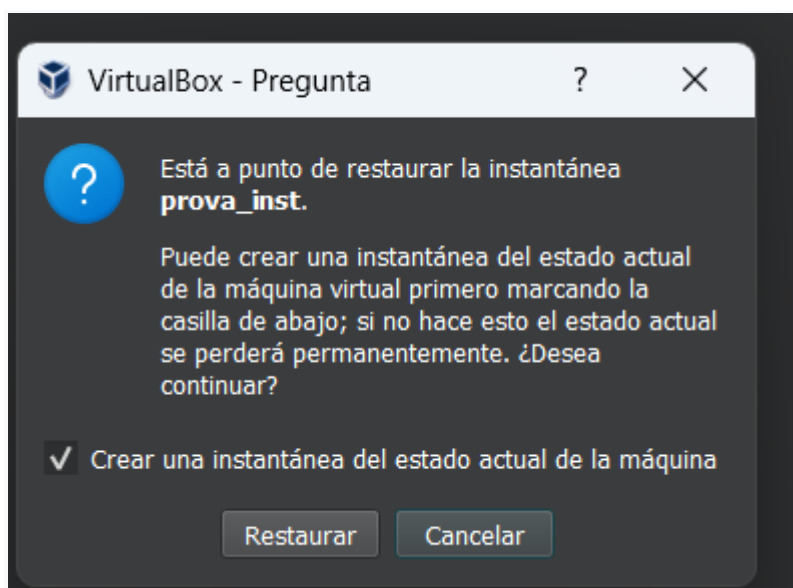 VirtualBox - Pregunta ?
Está a punto de restaurar la instantánea
prova_inst.
Puede crear una instantánea del estado actual
de la máquina virtual primero marcando la
casilla de abajo; si no hace esto el estado actual
se perderá permanentemente. ¿Desea
continuar?
Crear una instantánea del estado actual de la máquina
Restaurar Cancelar